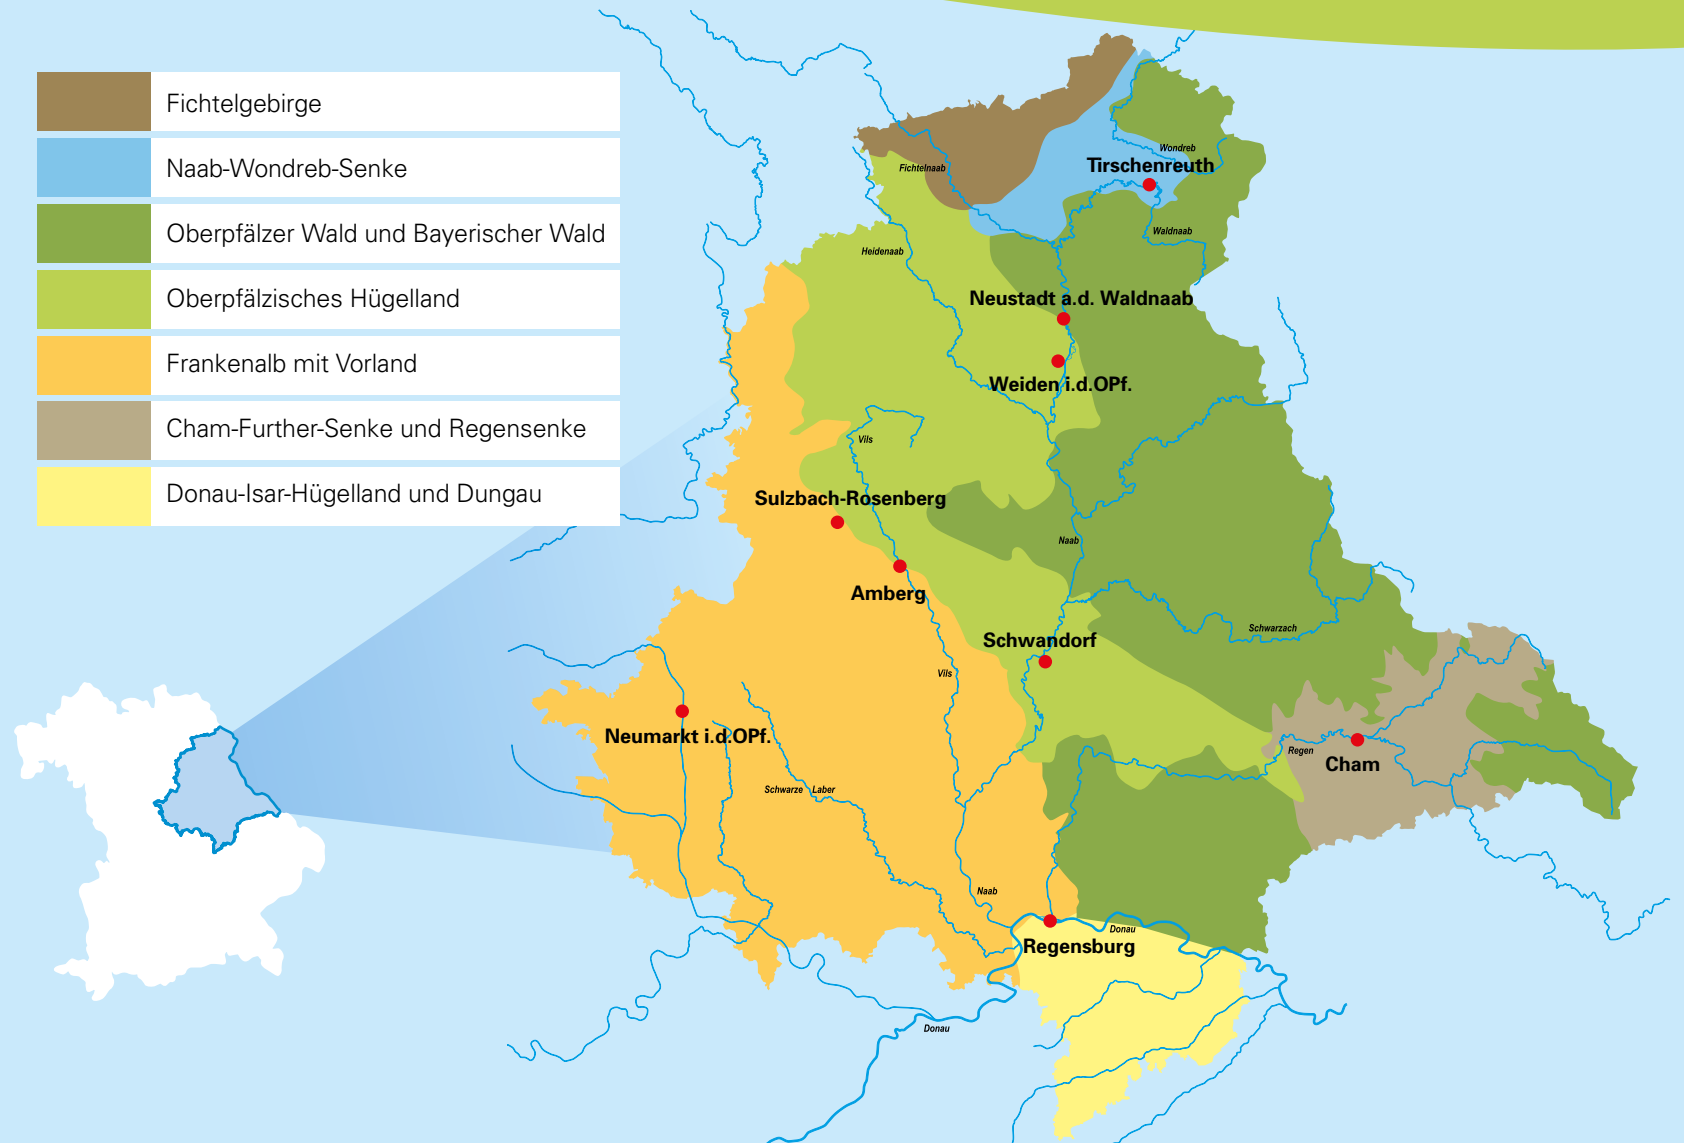 Fichtelgebirge
Naab-Wondreb-Senke
Oberpfälzer Wald und Bayerischer Wald
Oberpfälzisches Hügelland
Frankenalb mit Vorland
Cham-Further-Senke und Regensenke
Donau-Isar-Hügelland und Dungau
Wondreb
Tirschenreuth
Fichtelnaab
Waldnaab
Heidenaab
Neustadt a.d. Waldnaab
Weiden i.d.OPf.
Vils
Sulzbach-Rosenberg
Naab
Amberg
Schwarzach
Schwandorf
Vils
Neumarkt i.d.OPf.
Regen
Cham
Schwarze Laber
Naab
Donau
Regensburg
Donau